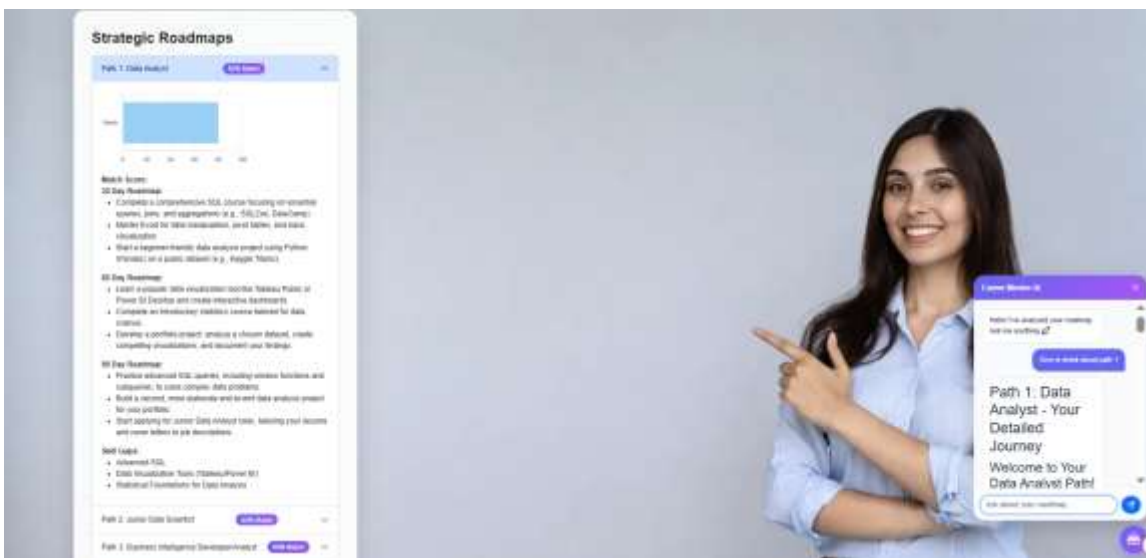 Strategic Roadmaps
Path 1: Data Analyst
Match Score:
30 Day Roadmap:
Complete a comprehensive SQL course focusing on essential
queries, joins, and aggregations (e.g., SQLZoo, DataCamp)
Master Excel for data manipulation, pivot tables, and basic
visualization
Start a beginner-friendly data analysis project using Python
(Pandas) on a public dataset (e.g., Kaggle Titanic)
60 Day Roadmap:
Learn a popular data visualization tool like Tableau Public or
Power BI Desktop and create interactive dashboards
Complete an introductory statistics course tailored for data
science
Develop a portfolio project: analyze a chosen dataset, create
compelling visualizations, and document your findings
90 Day Roadmap:
Practice advanced SQL queries, including window functions and
subqueries, to solve complex data problems
Build a second, more elaborate end-to-end data analysis project
for your portfolio
Start applying for Junior Data Analyst roles, tailoring your resume
and cover letters to job descriptions
Skill Gaps:
Advanced SQL
Data Visualization Tools (Tableau/Power BI)
Statistical Foundations for Data Analysis
Path 2: Junior Data Scientist
Path 3: Business Intelligence Developer/Analyst
Hello! I've analyzed your roadmap.
Ask me anything
Path 1: Data
Analyst - Your
Detailed
Journey
Welcome to Your
Data Analyst Path!
Ask about your roadmap...